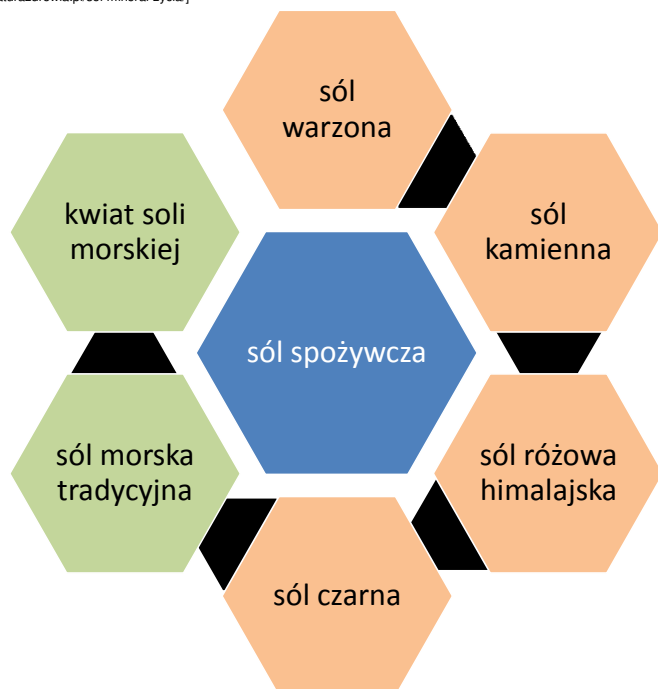 sól
warzona
kwiat soli
morskiej
sól
kamienna
sól spożywcza
sól morska
tradycyjna
sól różowa
himalajska
sól czarna